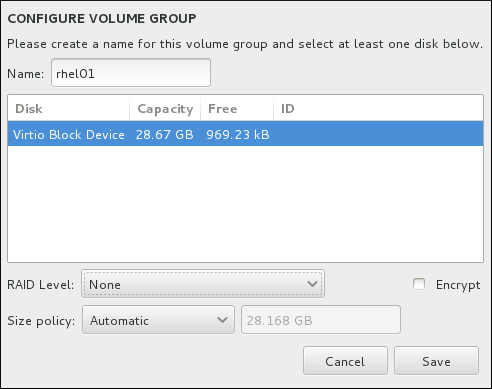 CONFIGURE VOLUME GROUP
Please create a name for this volume group and select at least one disk below.
Name: rhel01
Disk Capacity Free ID
Virtio Block Device 28.67 GB 969.23 kB
RAID Level: None Encrypt
Size policy: Automatic 28.168 GB
Cancel Save